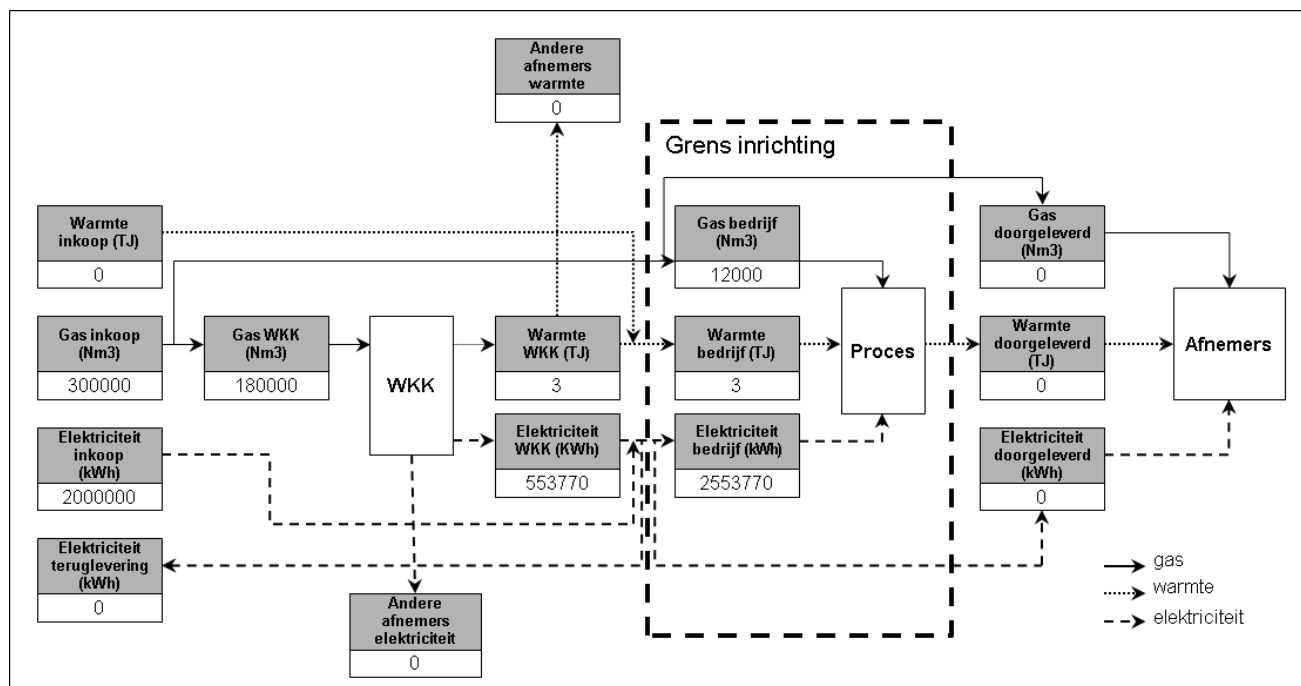 Andere
afnemers
warmte
0
Grens inrichting
Warmte
inkoop (TJ)
0
Gas bedrijf
(Nm3)
12000
Gas
doorgeleverd
(Nm3)
0
Gas inkoop
(Nm3)
300000
Gas WKK
(Nm3)
180000
WKK
Warmte
WKK (TJ)
3
Warmte
bedrijf (TJ)
3
Proces
Warmte
doorgeleverd
(TJ)
0
Afnemers
Elektriciteit
inkoop
(kWh)
2000000
Elektriciteit
WKK (KWh)
553770
Elektriciteit
bedrijf (kWh)
2553770
Elektriciteit
doorgeleverd
(kWh)
0
Elektriciteit
teruglevering
(kWh)
0
Andere
afnemers
elektriciteit
0
gas
warmte
elektriciteit